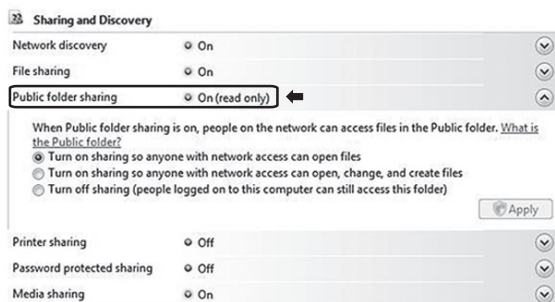 Sharing and Discovery
Network discovery On
File sharing On
Public folder sharing On (read only)
When Public folder sharing is on, people on the network can access files in the Public folder. What is
the Public folder?
Turn on sharing so anyone with network access can open files
Turn on sharing so anyone with network access can open, change, and create files
Turn off sharing (people logged on to this computer can still access this folder)
Apply
Printer sharing Off
Password protected sharing Off
Media sharing On